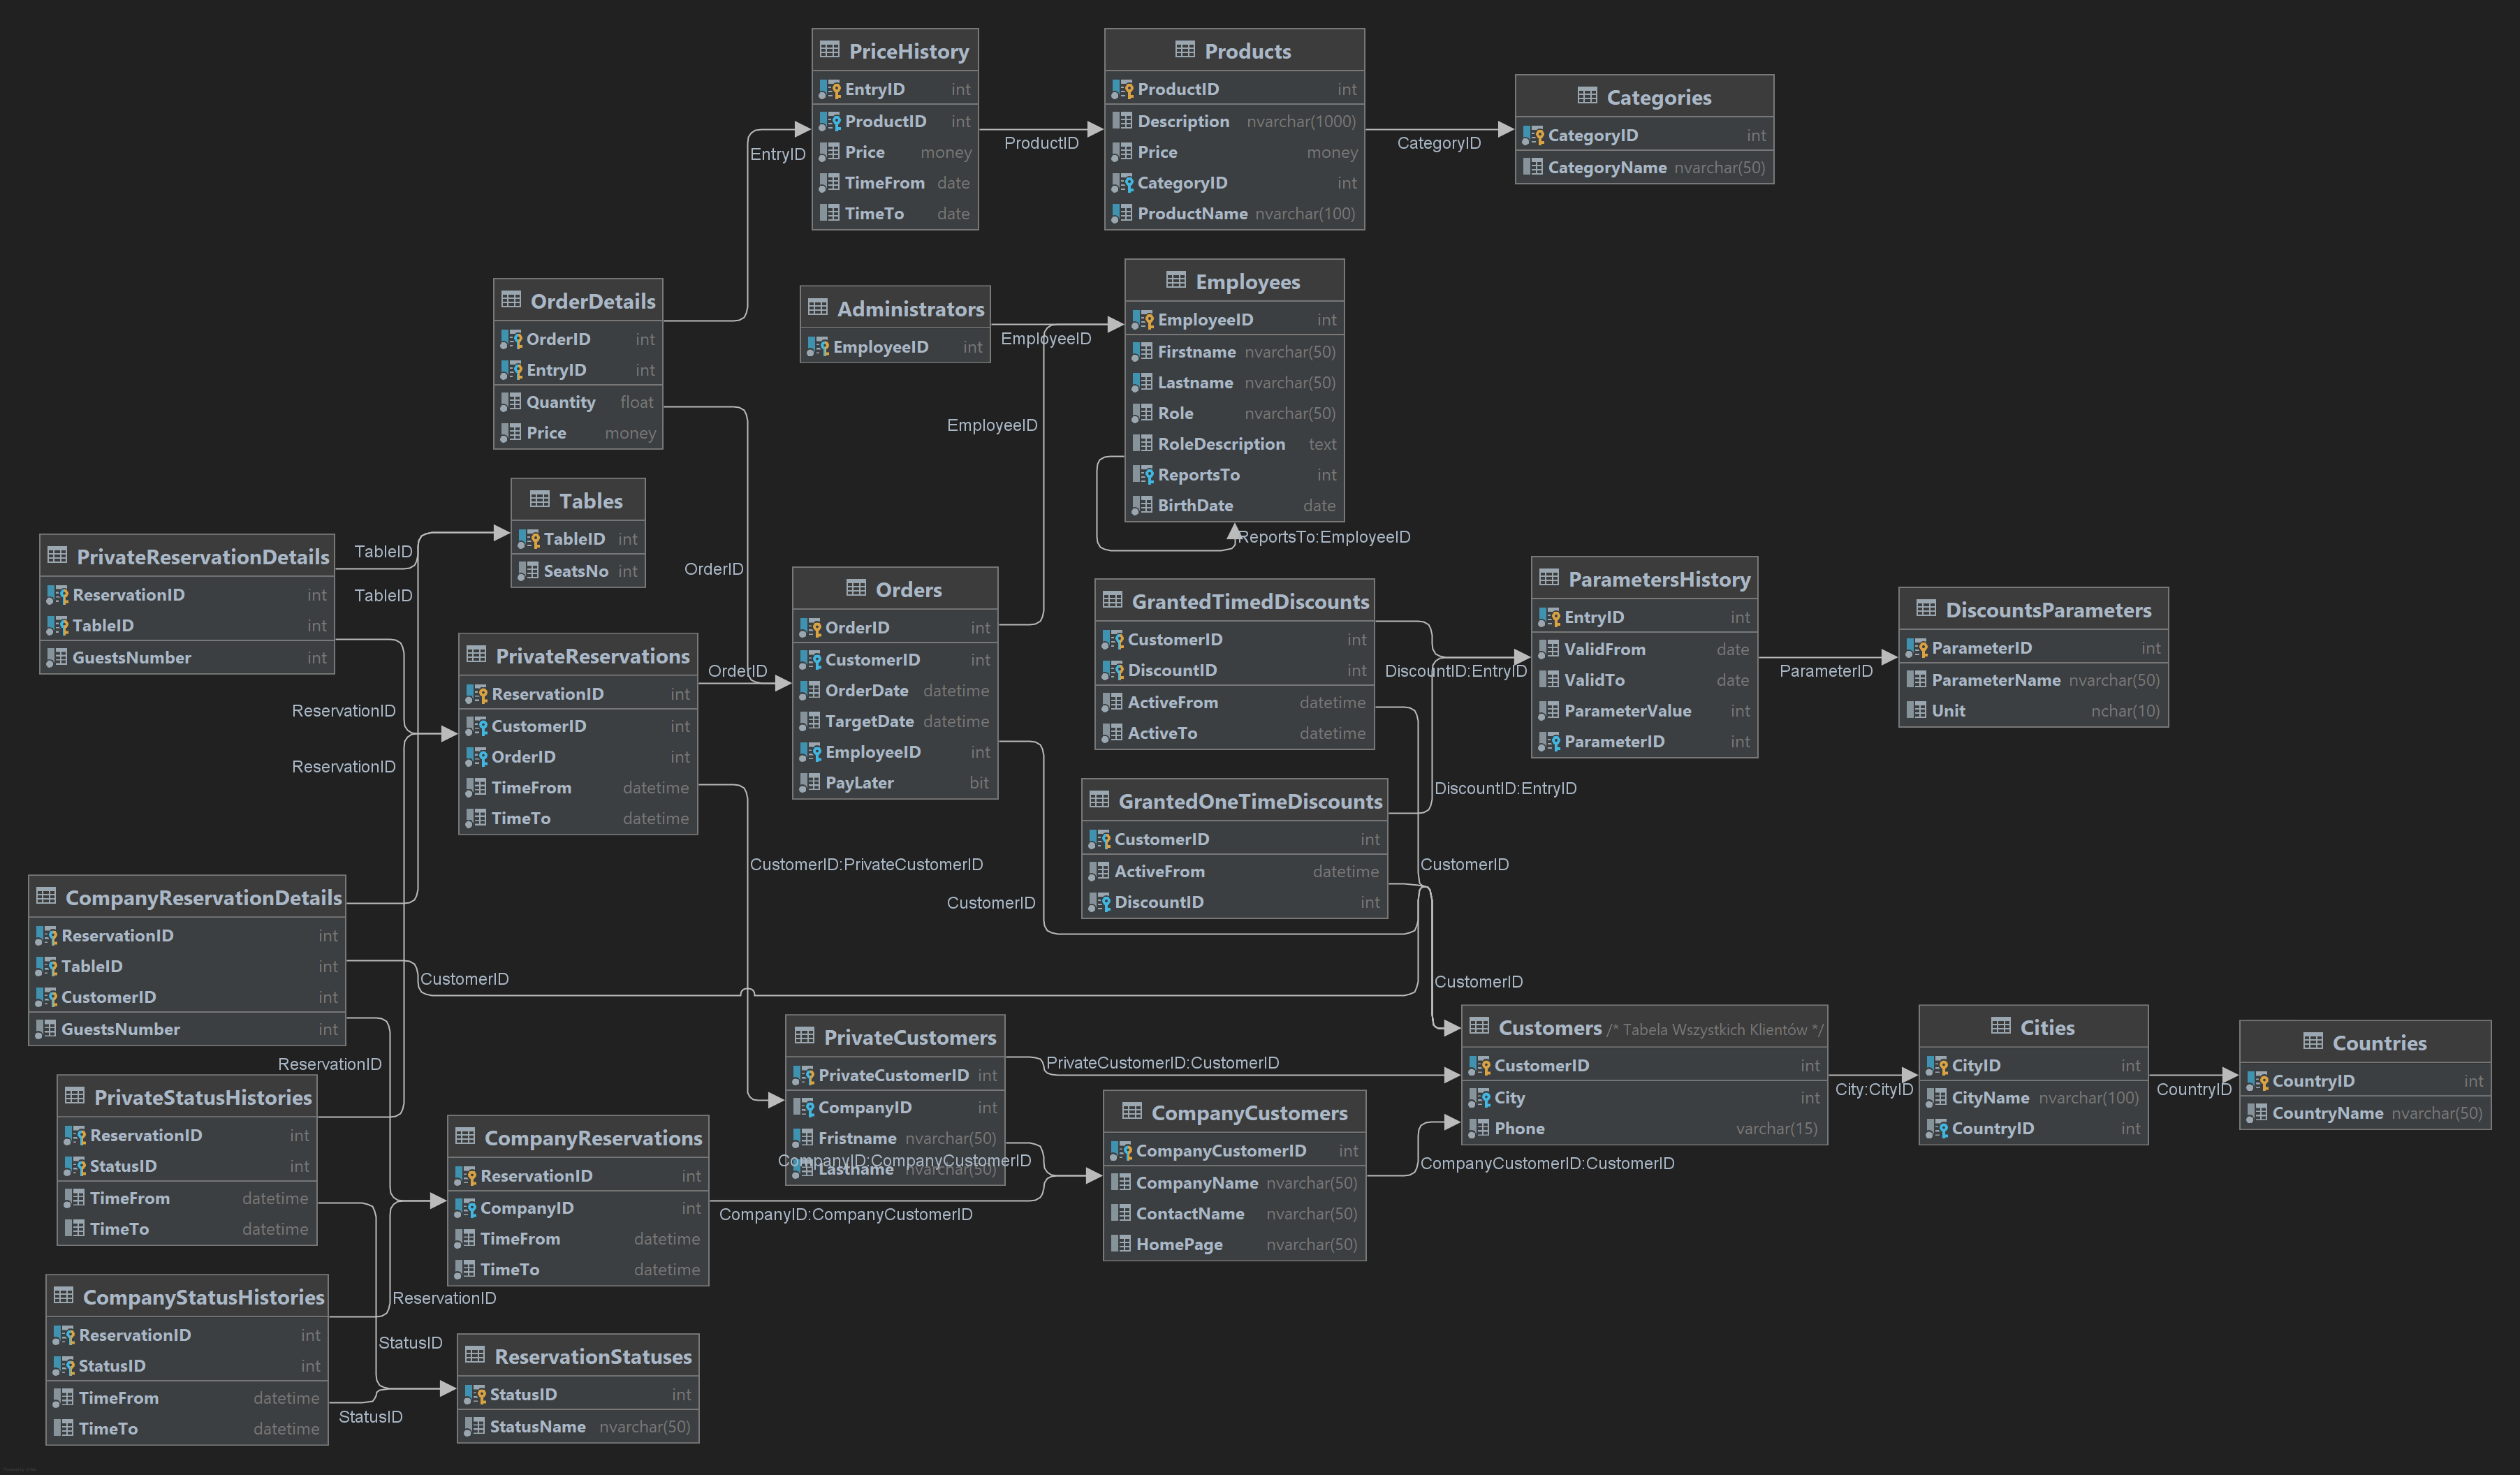 PriceHistory
EntryID int
ProductID int
Price money
TimeFrom date
TimeTo date
Products
ProductID int
Description nvarchar(1000)
Price money
CategoryID int
ProductName nvarchar(100)
Categories
CategoryID int
CategoryName nvarchar(50)
EntryID
ProductID
CategoryID
OrderDetails
OrderID int
EntryID int
Quantity float
Price money
Administrators
EmployeeID int
EmployeeID
Employees
EmployeeID int
Firstname nvarchar(50)
Lastname nvarchar(50)
Role nvarchar(50)
RoleDescription text
ReportsTo int
BirthDate date
EmployeeID
ReportsTo:EmployeeID
Tables
TableID int
SeatsNo int
PrivateReservationDetails
ReservationID int
TableID int
GuestsNumber int
TableID
TableID
OrderID
PrivateReservations
ReservationID int
CustomerID int
OrderID int
TimeFrom datetime
TimeTo datetime
OrderID
Orders
OrderID int
CustomerID int
OrderDate datetime
TargetDate datetime
EmployeeID int
PayLater bit
GrantedTimedDiscounts
CustomerID int
DiscountID int
ActiveFrom datetime
ActiveTo datetime
DiscountID:EntryID
ParametersHistory
EntryID int
ValidFrom date
ValidTo date
ParameterValue int
ParameterID int
ParameterID
DiscountsParameters
ParameterID int
ParameterName nvarchar(50)
Unit nchar(10)
ReservationID
ReservationID
GrantedOneTimeDiscounts
CustomerID int
ActiveFrom datetime
DiscountID int
DiscountID:EntryID
CustomerID:PrivateCustomerID
CustomerID
CustomerID
CompanyReservationDetails
ReservationID int
TableID int
CustomerID int
GuestsNumber int
CustomerID
CustomerID
ReservationID
PrivateStatusHistories
ReservationID int
StatusID int
TimeFrom datetime
TimeTo datetime
CompanyReservations
ReservationID int
CompanyID int
TimeFrom datetime
TimeTo datetime
PrivateCustomers
PrivateCustomerID int
CompanyID int
Fristname nvarchar(50)
Lastname nvarchar(50)
PrivateCustomerID:CustomerID
CompanyID:CompanyCustomerID
CompanyID:CompanyCustomerID
CompanyCustomers
CompanyCustomerID int
CompanyName nvarchar(50)
ContactName nvarchar(50)
HomePage nvarchar(50)
CompanyCustomerID:CustomerID
Customers /* Tabela Wszystkich Klientów */
CustomerID int
City int
Phone varchar(15)
City:CityID
Cities
CityID int
CityName nvarchar(100)
CountryID int
CountryID
Countries
CountryID int
CountryName nvarchar(50)
CompanyStatusHistories
ReservationID int
StatusID int
TimeFrom datetime
TimeTo datetime
ReservationID
StatusID
StatusID
ReservationStatuses
StatusID int
StatusName nvarchar(50)